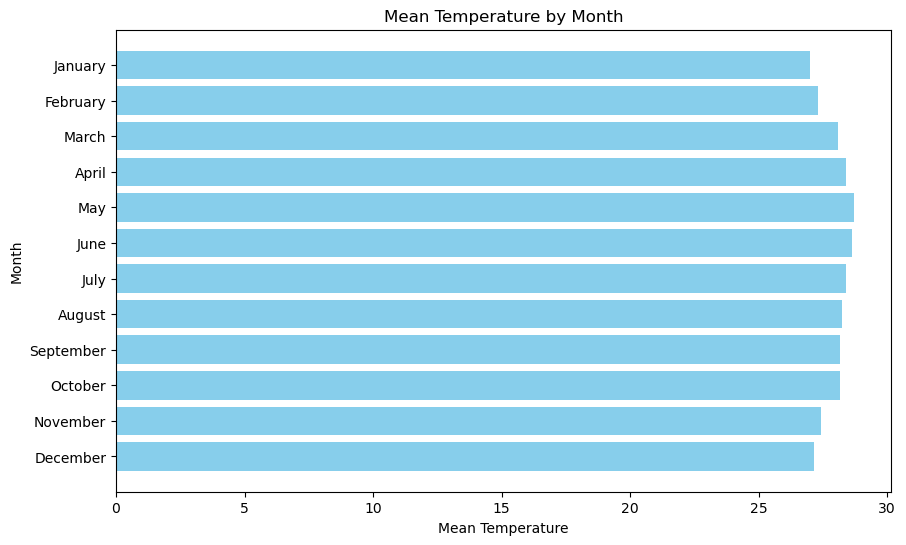 Mean Temperature by Month
Month
January
February
March
April
May
June
July
August
September
October
November
December
0 5 10 15 20 25 30
Mean Temperature